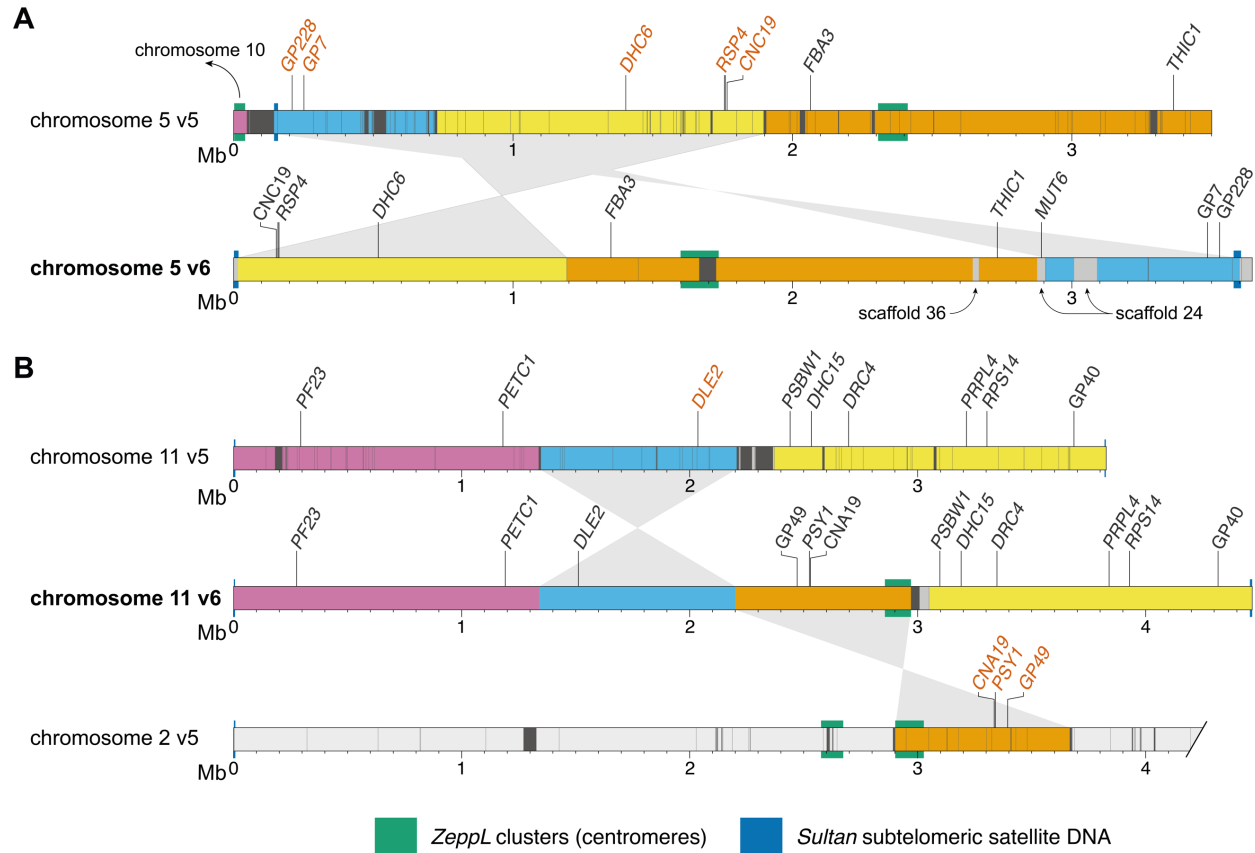 A
chromosome 10
GP228 GP7 DHC6 RSP4 CNC19 FBA3 THIC1
chromosome 5 v5
Mb 0 1 2 3
CNC19 RSP4 DHC6 FBA3 THIC1 MUT6 GP7 GP228
chromosome 5 v6
Mb 0 1 2 3
scaffold 36 scaffold 24
B
PF23 PETC1 DLE2 PSBW1 DHC15 DRC4 PRPL4 RPS14 GP40
chromosome 11 v5
Mb 0 1 2 3
PF23 PETC1 DLE2 GP49 PSY1 CNA19 PSBW1 DHC15 DRC4 PRPL4 RPS14 GP40
chromosome 11 v6
Mb 0 1 2 3 4
CNA19 PSY1 GP49
chromosome 2 v5
Mb 0 1 2 3 4
ZeppL clusters (centromeres) Sultan subtelomeric satellite DNA